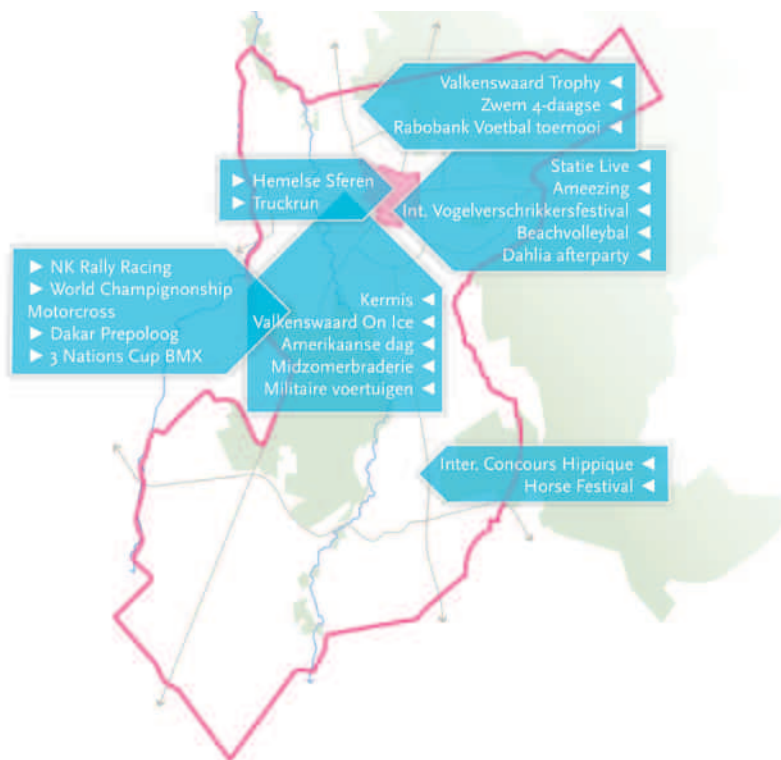 Valkenswaard Trophy ◀
Zwem 4-daagse ◀
Rabobank Voetbal toernooi ◀
▶ Hemelse Sferen
▶ Truckrun
Statie Live ◀
Ameezing ◀
Int. Vogelverschrikkersfestival ◀
Beachvolleybal ◀
Dahlia afterparty ◀
▶ NK Rally Racing
▶ World Champignonship
Motorcross
▶ Dakar Prepoloog
▶ 3 Nations Cup BMX
Kermis ◀
Valkenswaard On Ice ◀
Amerikaanse dag ◀
Midzomerbraderie ◀
Militaire voertuigen ◀
Inter. Concours Hippique ◀
Horse Festival ◀